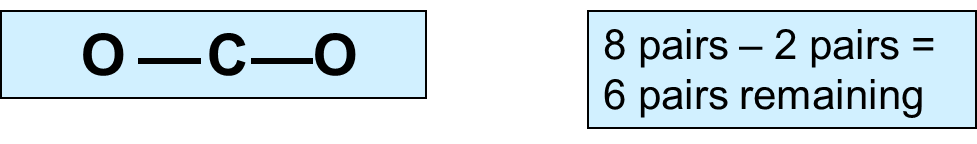 O — C — O
8 pairs – 2 pairs =
6 pairs remaining